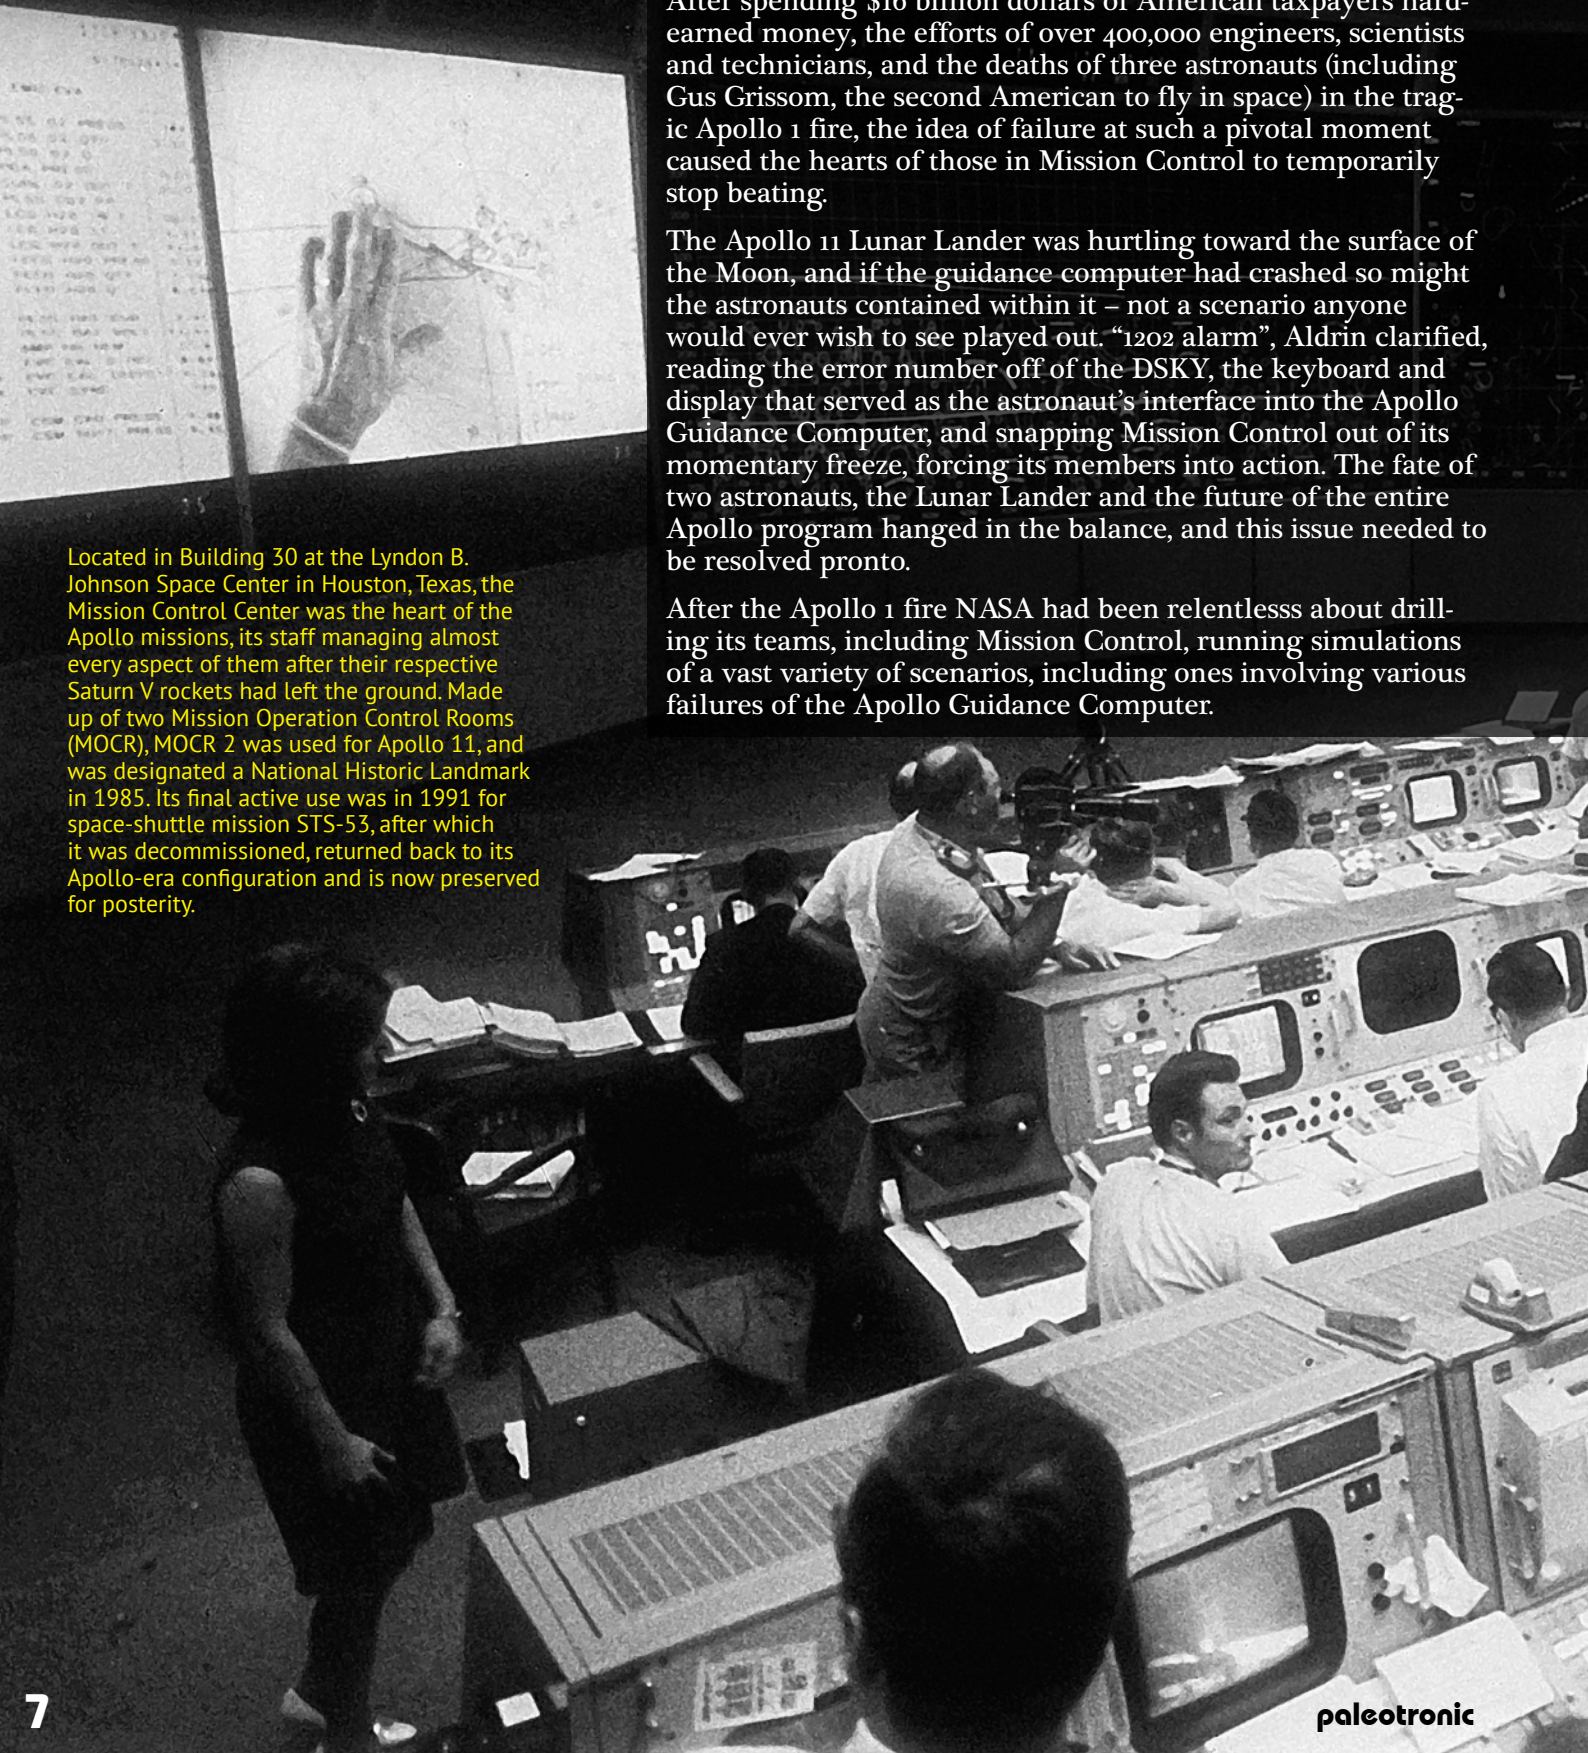 After spending $16 billion dollars of American taxpayers hard-
earned money, the efforts of over 400,000 engineers, scientists
and technicians, and the deaths of three astronauts (including
Gus Grissom, the second American to fly in space) in the trag-
ic Apollo 1 fire, the idea of failure at such a pivotal moment
caused the hearts of those in Mission Control to temporarily
stop beating.
The Apollo 11 Lunar Lander was hurtling toward the surface of
the Moon, and if the guidance computer had crashed so might
the astronauts contained within it – not a scenario anyone
would ever wish to see played out. “1202 alarm”, Aldrin clarified,
reading the error number off of the DSKY, the keyboard and
display that served as the astronaut’s interface into the Apollo
Guidance Computer, and snapping Mission Control out of its
momentary freeze, forcing its members into action. The fate of
two astronauts, the Lunar Lander and the future of the entire
Apollo program hanged in the balance, and this issue needed to
be resolved pronto.
After the Apollo 1 fire NASA had been relentlesss about drill-
ing its teams, including Mission Control, running simulations
of a vast variety of scenarios, including ones involving various
failures of the Apollo Guidance Computer.
Located in Building 30 at the Lyndon B.
Johnson Space Center in Houston, Texas, the
Mission Control Center was the heart of the
Apollo missions, its staff managing almost
every aspect of them after their respective
Saturn V rockets had left the ground. Made
up of two Mission Operation Control Rooms
(MOCR), MOCR 2 was used for Apollo 11, and
was designated a National Historic Landmark
in 1985. Its final active use was in 1991 for
space-shuttle mission STS-53, after which
it was decommissioned, returned back to its
Apollo-era configuration and is now preserved
for posterity.
7
paleotronic